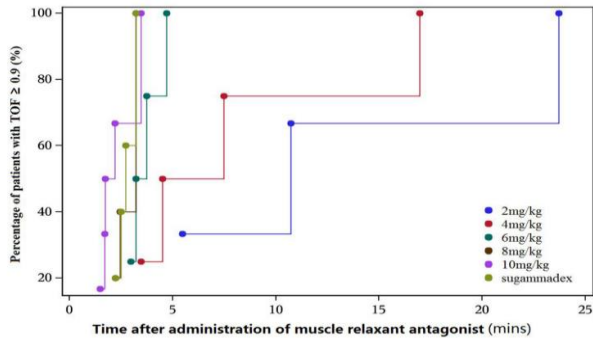 Percentage of patients with TOF ≥ 0.9 (%)
100
80
60
40
20
2mg/kg
4mg/kg
6mg/kg
8mg/kg
10mg/kg
sugammadex
0 5 10 15 20 25
Time after administration of muscle relaxant antagonist (mins)